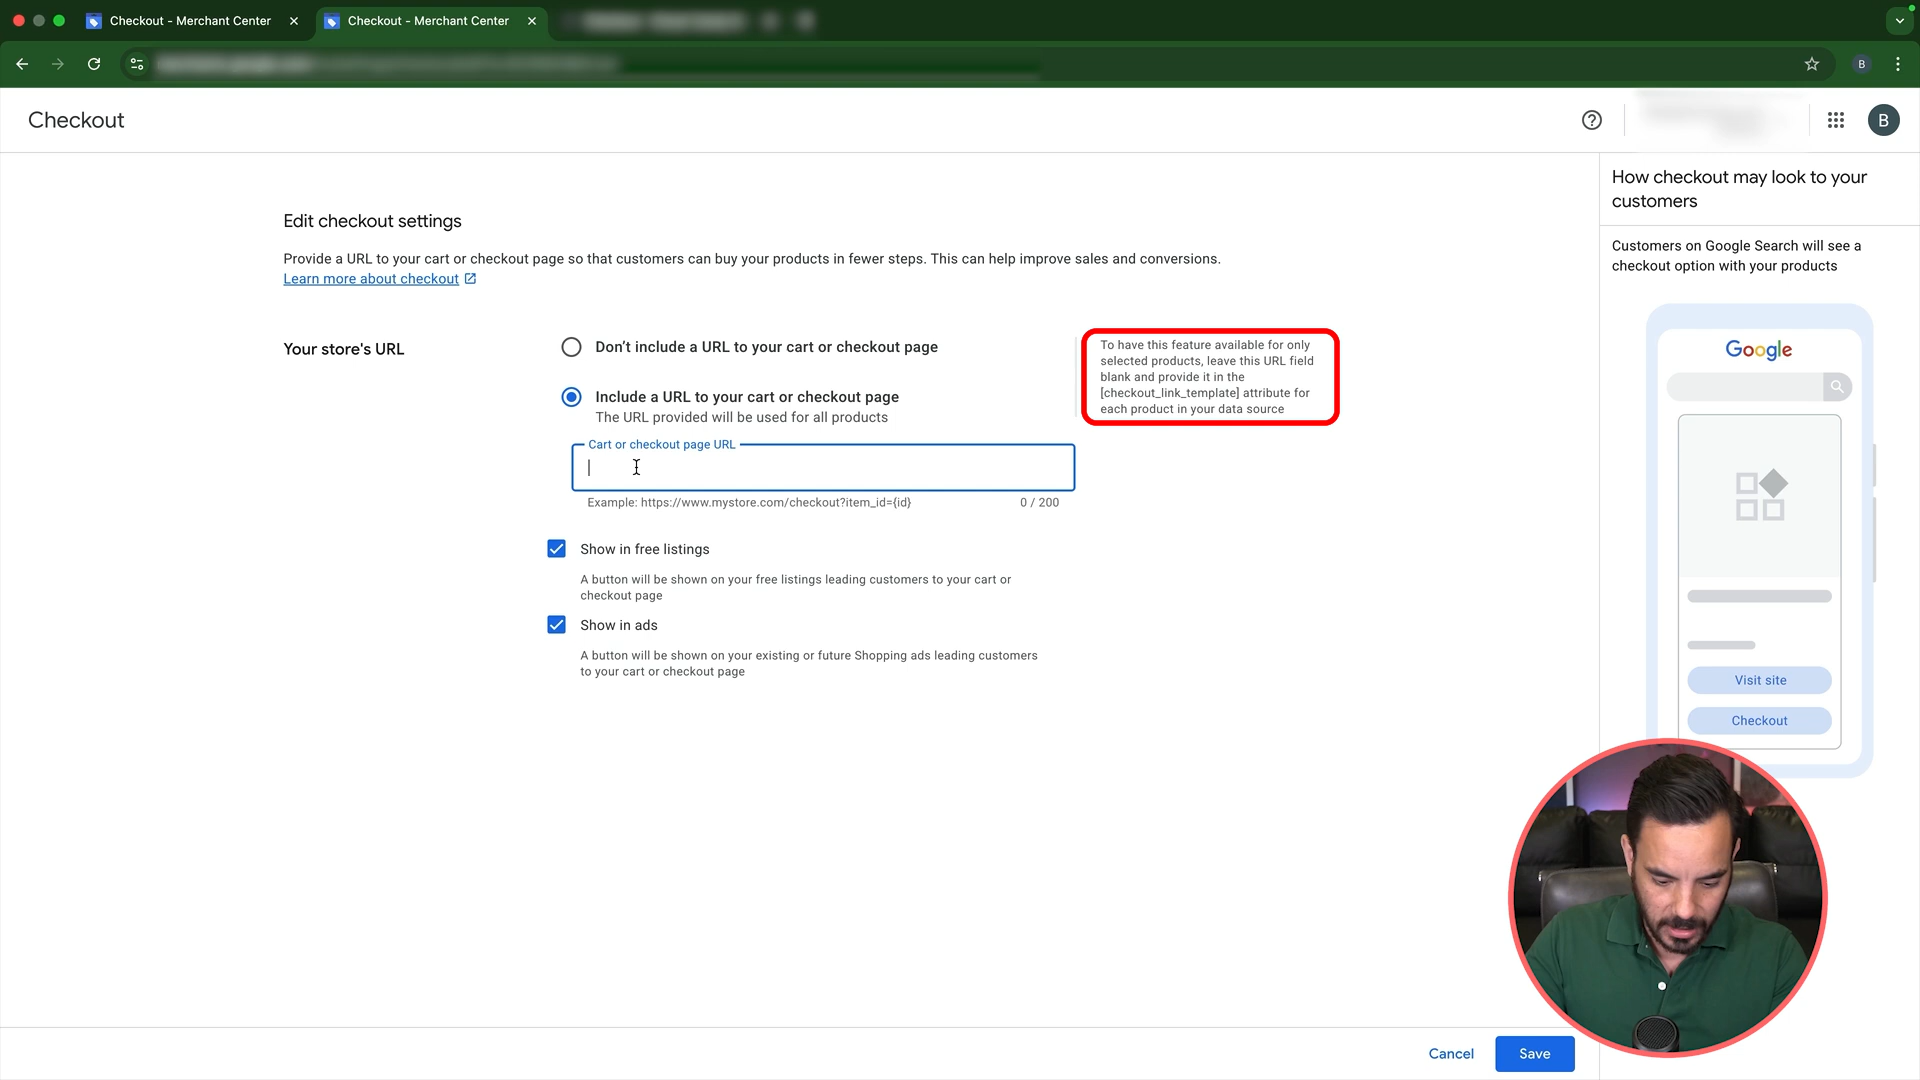 Checkout - Merchant Center
Checkout - Merchant Center
B
Checkout
B
Edit checkout settings
Provide a URL to your cart or checkout page so that customers can buy your products in fewer steps. This can help improve sales and conversions.
Learn more about checkout
Your store's URL
Don’t include a URL to your cart or checkout page
Include a URL to your cart or checkout page
The URL provided will be used for all products
Cart or checkout page URL
Example: https://www.mystore.com/checkout?item_id={id}
0 / 200
To have this feature available for only
selected products, leave this URL field
blank and provide it in the
[checkout_link_template] attribute for
each product in your data source
Show in free listings
A button will be shown on your free listings leading customers to your cart or
checkout page
Show in ads
A button will be shown on your existing or future Shopping ads leading customers
to your cart or checkout page
How checkout may look to your
customers
Customers on Google Search will see a
checkout option with your products
Google
Visit site
Checkout
Cancel
Save